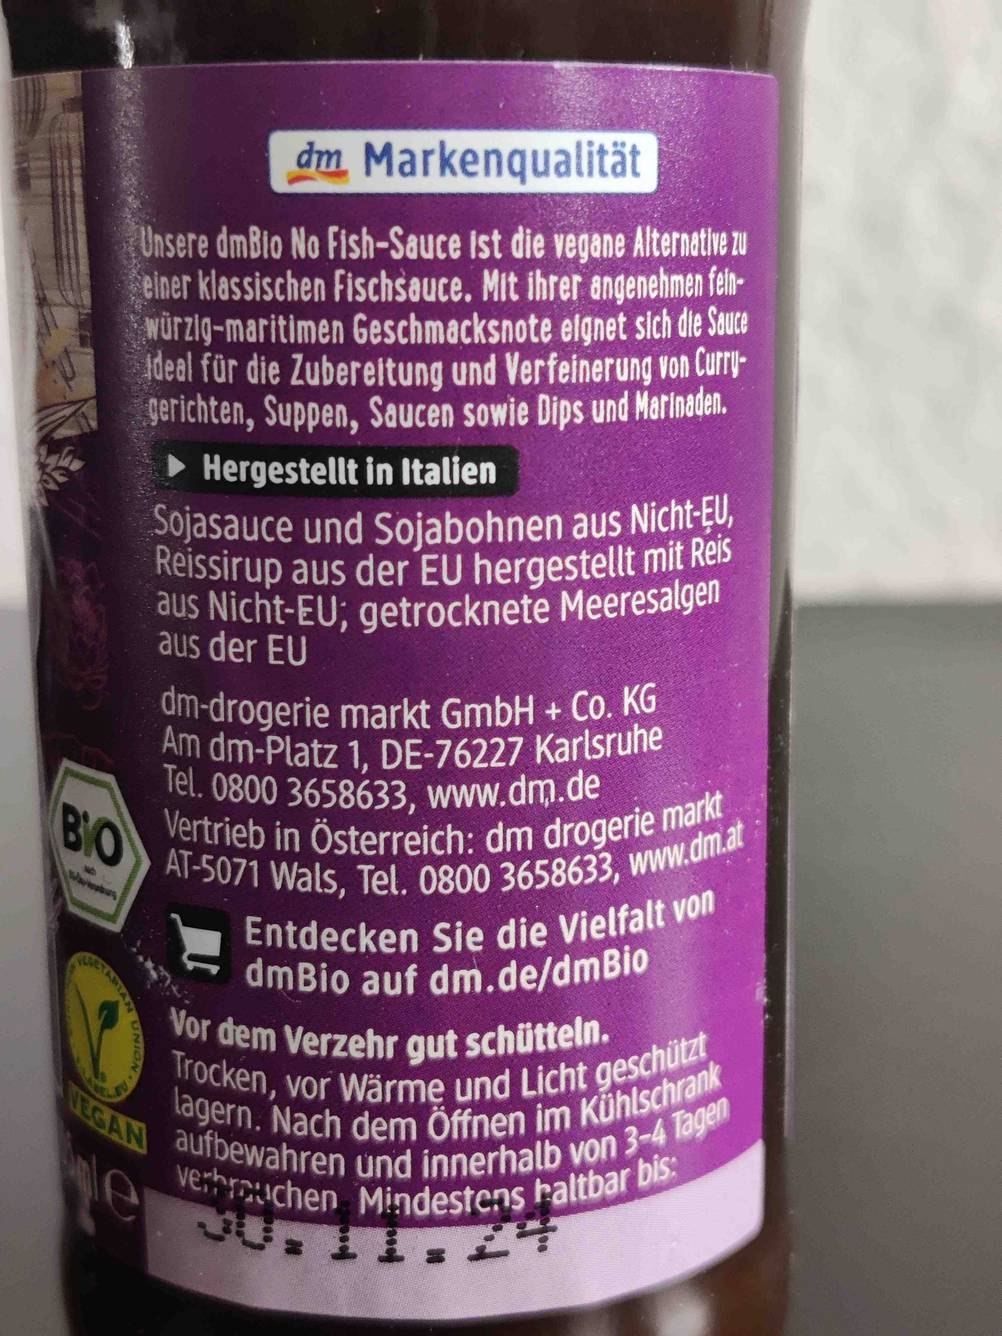 dm Markenqualität
Unsere dmBio No Fish-Sauce ist die vegane Alternative zu
einer klassischen Fischsauce. Mit ihrer angenehmen fein-
würzig-maritimen Geschmacksnote eignet sich die Sauce
ideal für die Zubereitung und Verfeinerung von Curry-
gerichten, Suppen, Saucen sowie Dips und Marinaden.
Hergestellt in Italien
Sojasauce und Sojabohnen aus Nicht-EU,
Reissirup aus der EU hergestellt mit Reis
aus Nicht-EU; getrocknete Meeresalgen
aus der EU
dm-drogerie markt GmbH + Co. KG
Am dm-Platz 1, DE-76227 Karlsruhe
Tel. 0800 3658633, www.dm.de
Vertrieb in Österreich: dm drogerie markt
AT-5071 Wals, Tel. 0800 3658633, www.dm.at
Bio
nach
Entdecken Sie die Vielfalt von
dmBio auf dm.de/dmBio
VEGETARIAN UNION
VEGAN
Vor dem Verzehr gut schütteln.
Trocken, vor Wärme und Licht geschützt
lagern. Nach dem Öffnen im Kühlschrank
aufbewahren und innerhalb von 3-4 Tagen
verbrauchen. Mindestens haltbar bis:
ml e
30.11.24